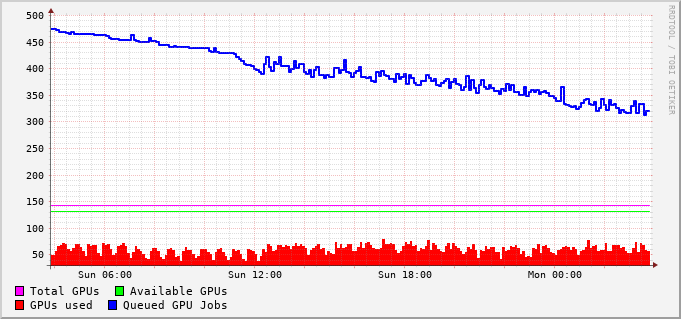 500
450
400
350
300
250
200
150
100
50
Sun 06:00 Sun 12:00 Sun 18:00 Mon 00:00
Total GPUs Available GPUs
GPUs used Queued GPU Jobs
RRDTOOL / TOBI OETIKER